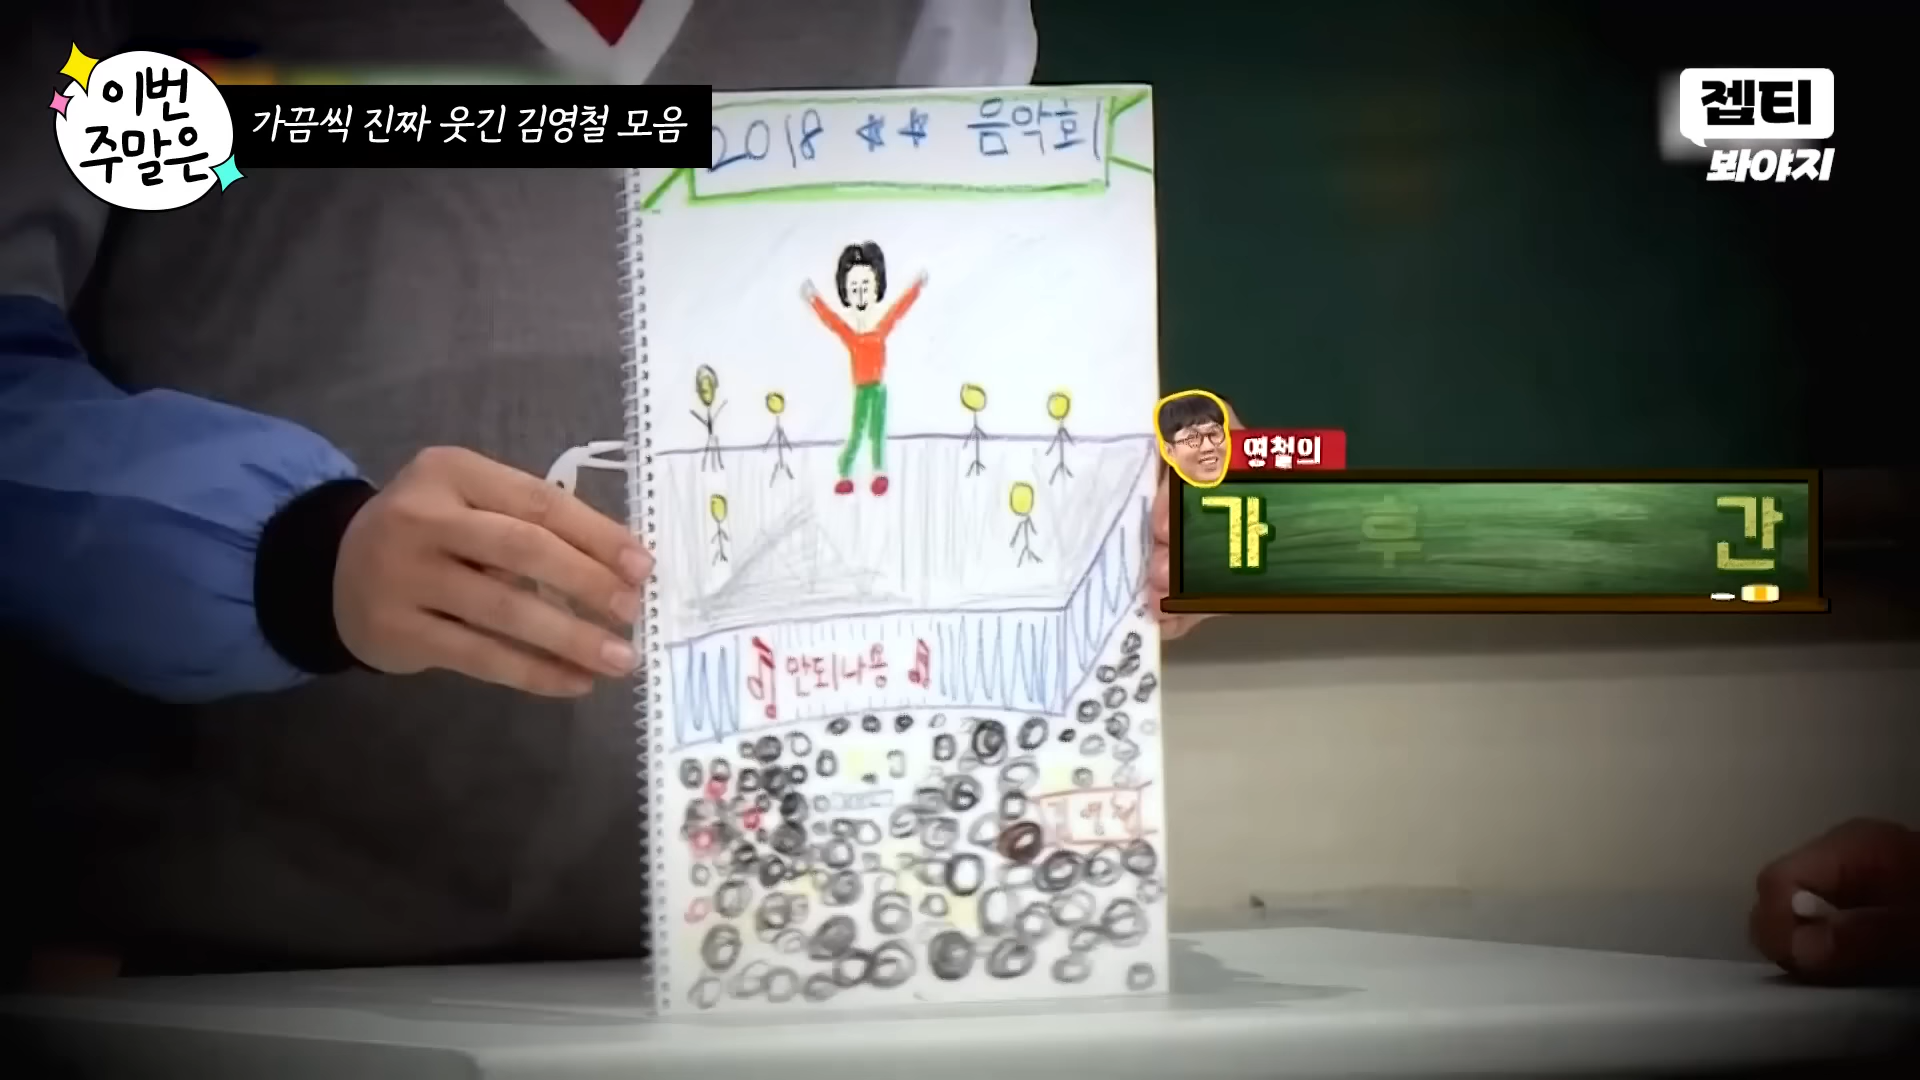 이번
주말은
가끔씩 진짜 웃긴 김영철 모음
젭티
봐야지
2018 ☆☆ 음악회
영철이
가 후 간
안되나용